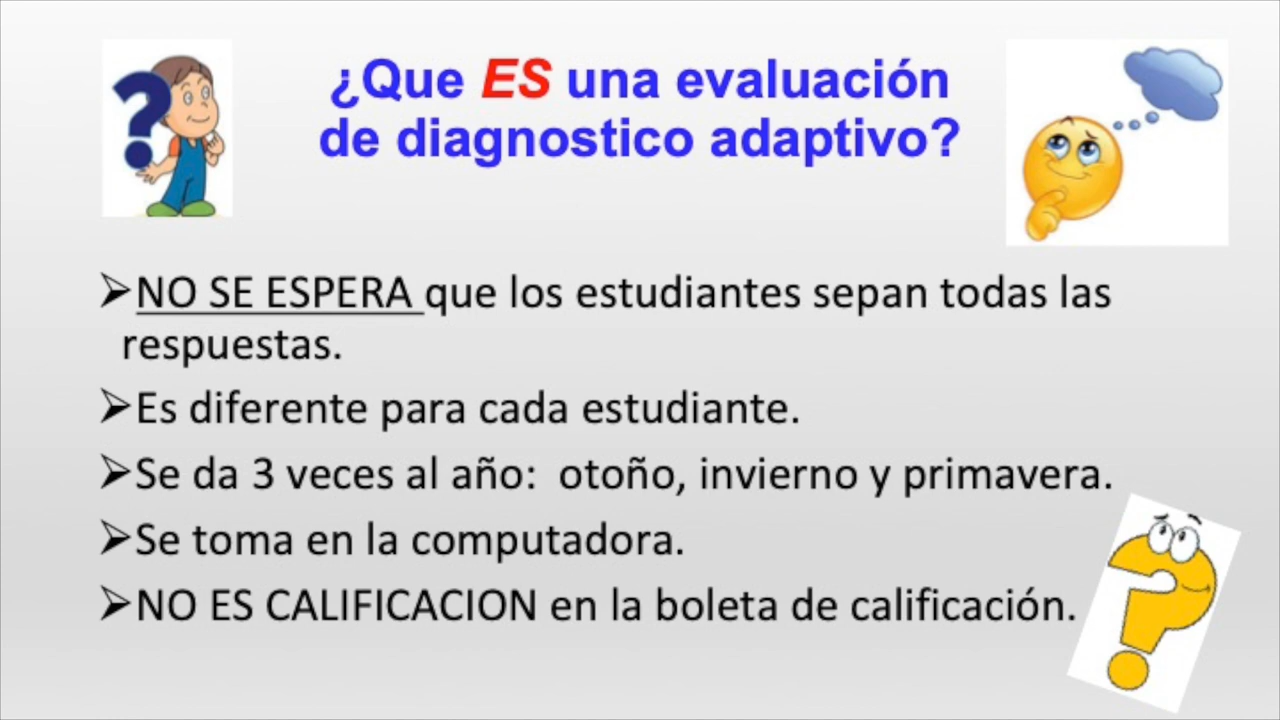 ¿Que ES una evaluación
de diagnostico adaptivo?
➢NO SE ESPERA que los estudiantes sepan todas las
respuestas.
➢Es diferente para cada estudiante.
➢Se da 3 veces al año:  otoño, invierno y primavera.
➢Se toma en la computadora.
➢NO ES CALIFICACION en la boleta de calificación.